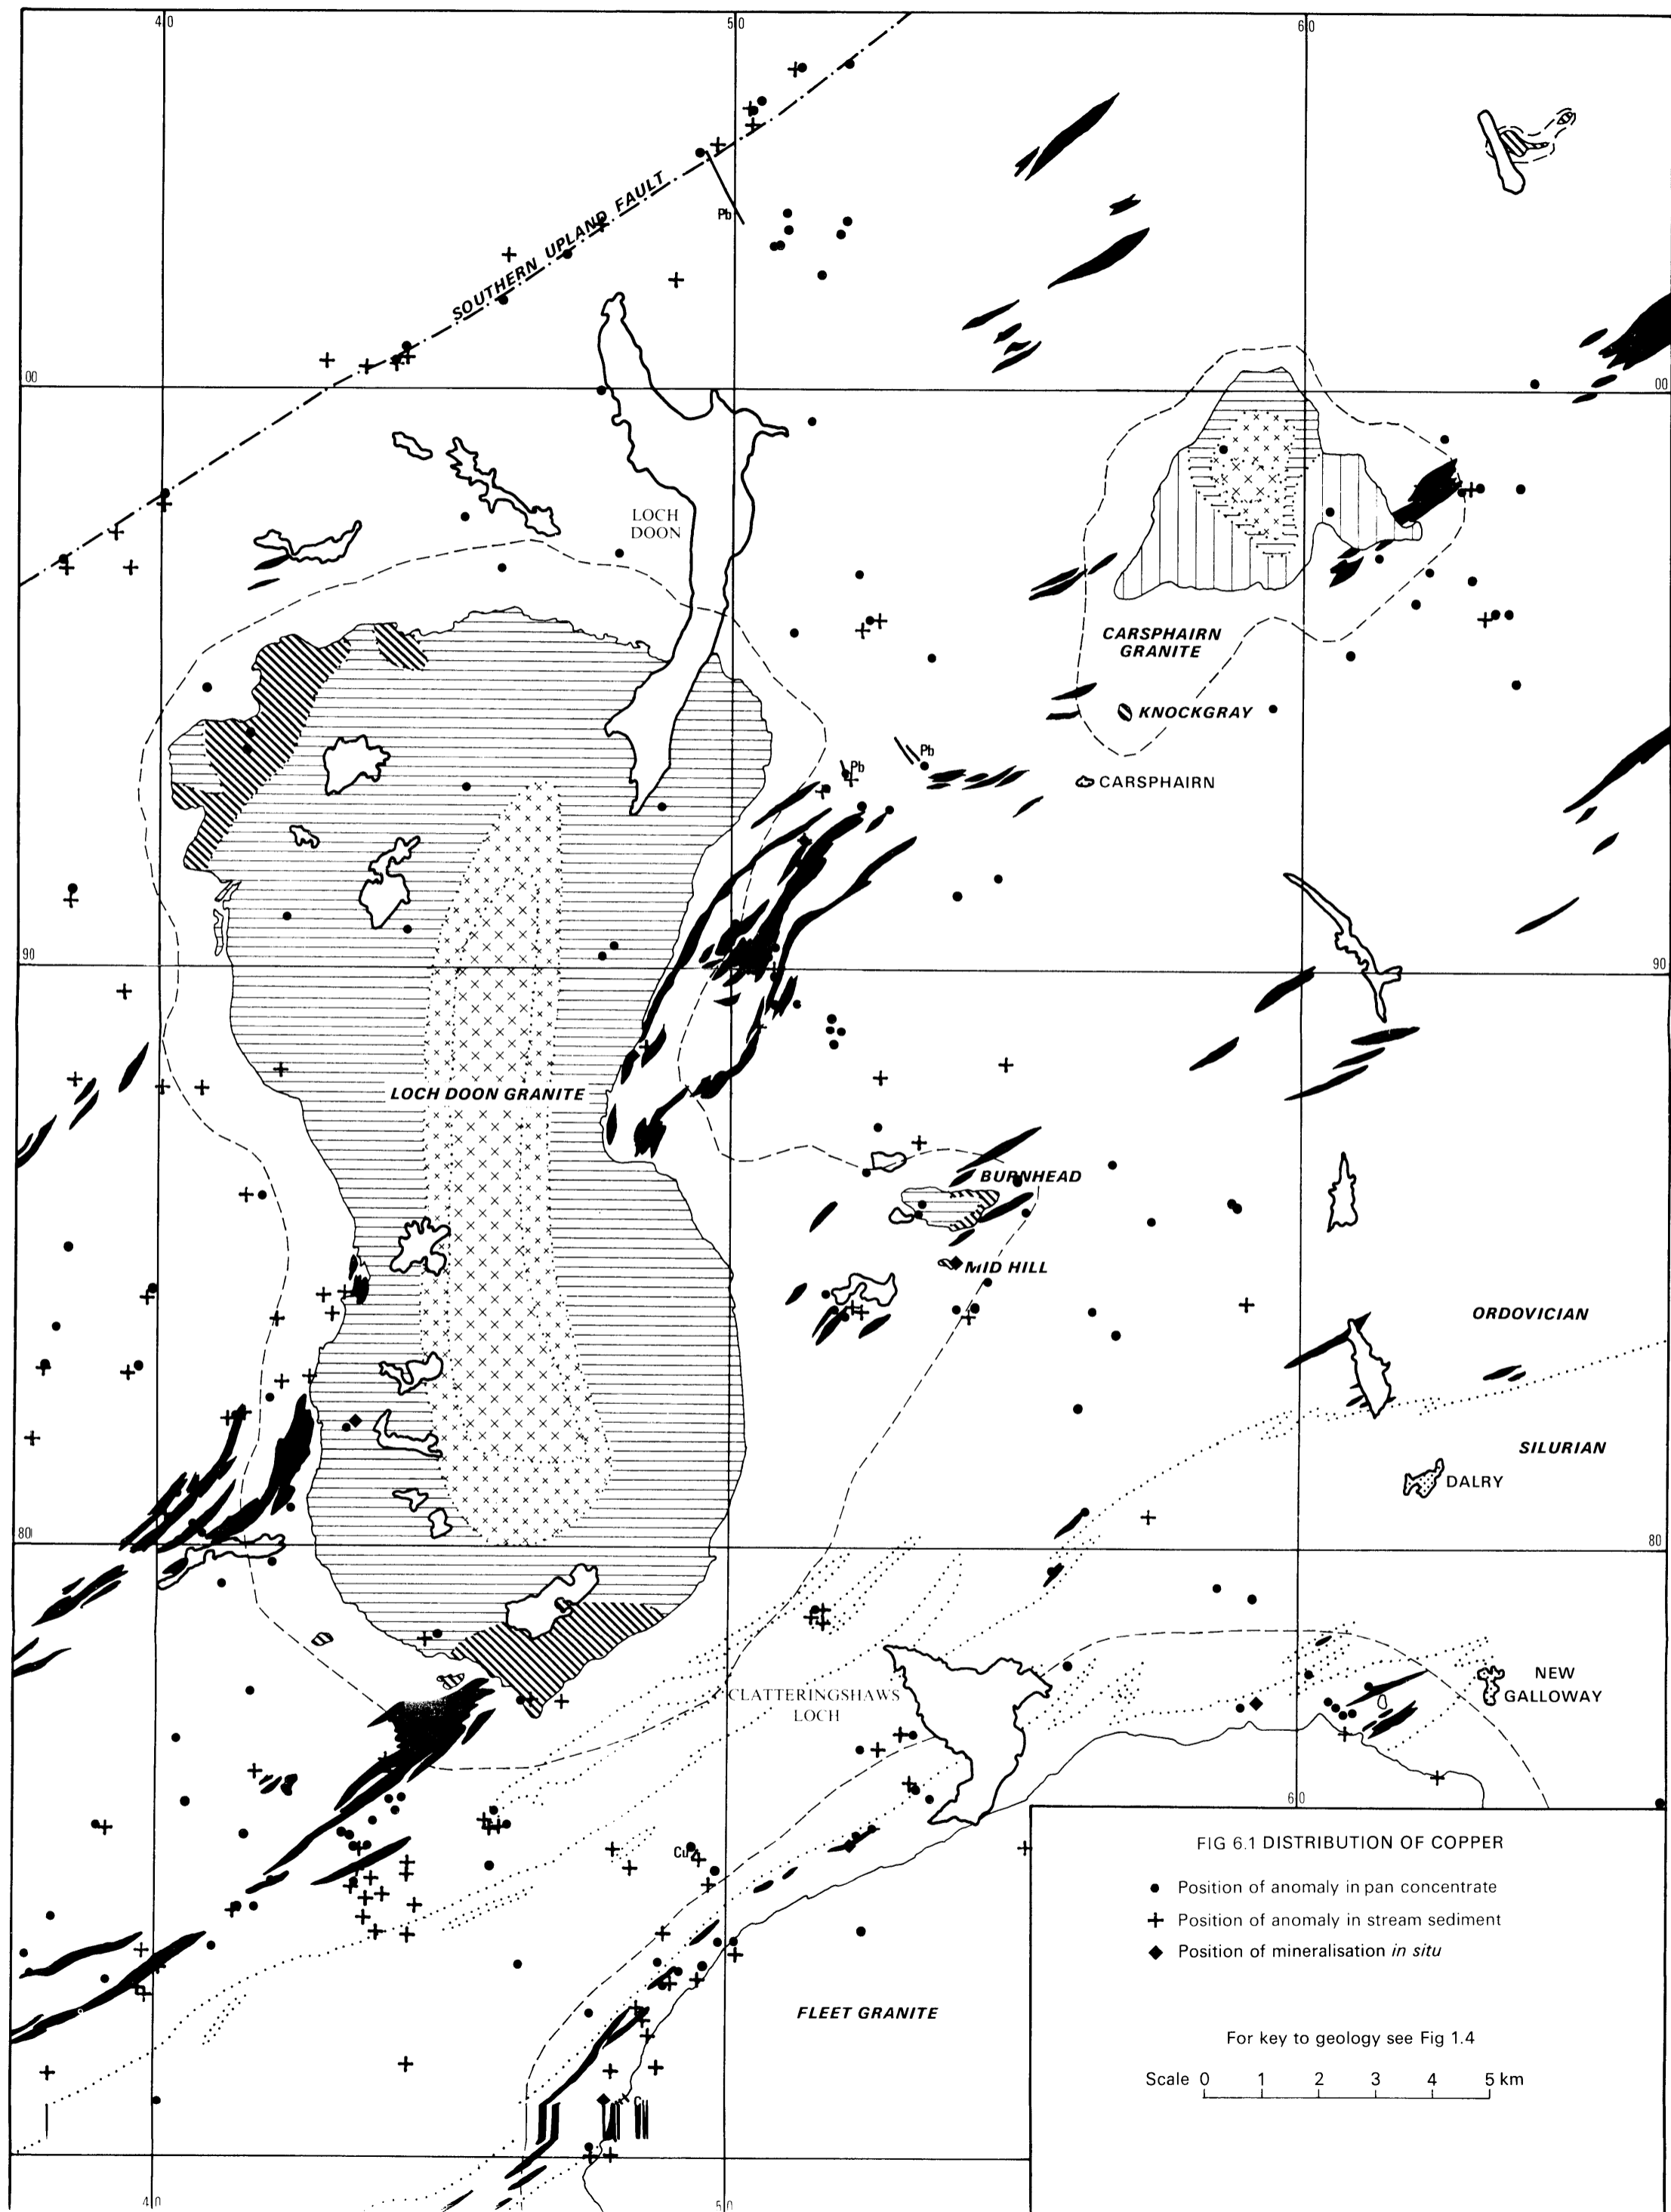 40
50
60
SOUTHERN UPLAND FAULT
Pb
00
00
LOCH
DOON
CARSPHAIRN
GRANITE
KNOCKGRAY
Pb
Pb
CARSPHAIRN
90
90
LOCH DOON GRANITE
BURNHEAD
MID HILL
ORDOVICIAN
SILURIAN
DALRY
80
80
NEW
GALLOWAY
CLATTERINGSHAWS
LOCH
60
Cu
FIG 6.1 DISTRIBUTION OF COPPER
Position of anomaly in pan concentrate
Position of anomaly in stream sediment
Position of mineralisation in situ
FLEET GRANITE
For key to geology see Fig 1.4
Scale 0 1 2 3 4 5 km
40
50